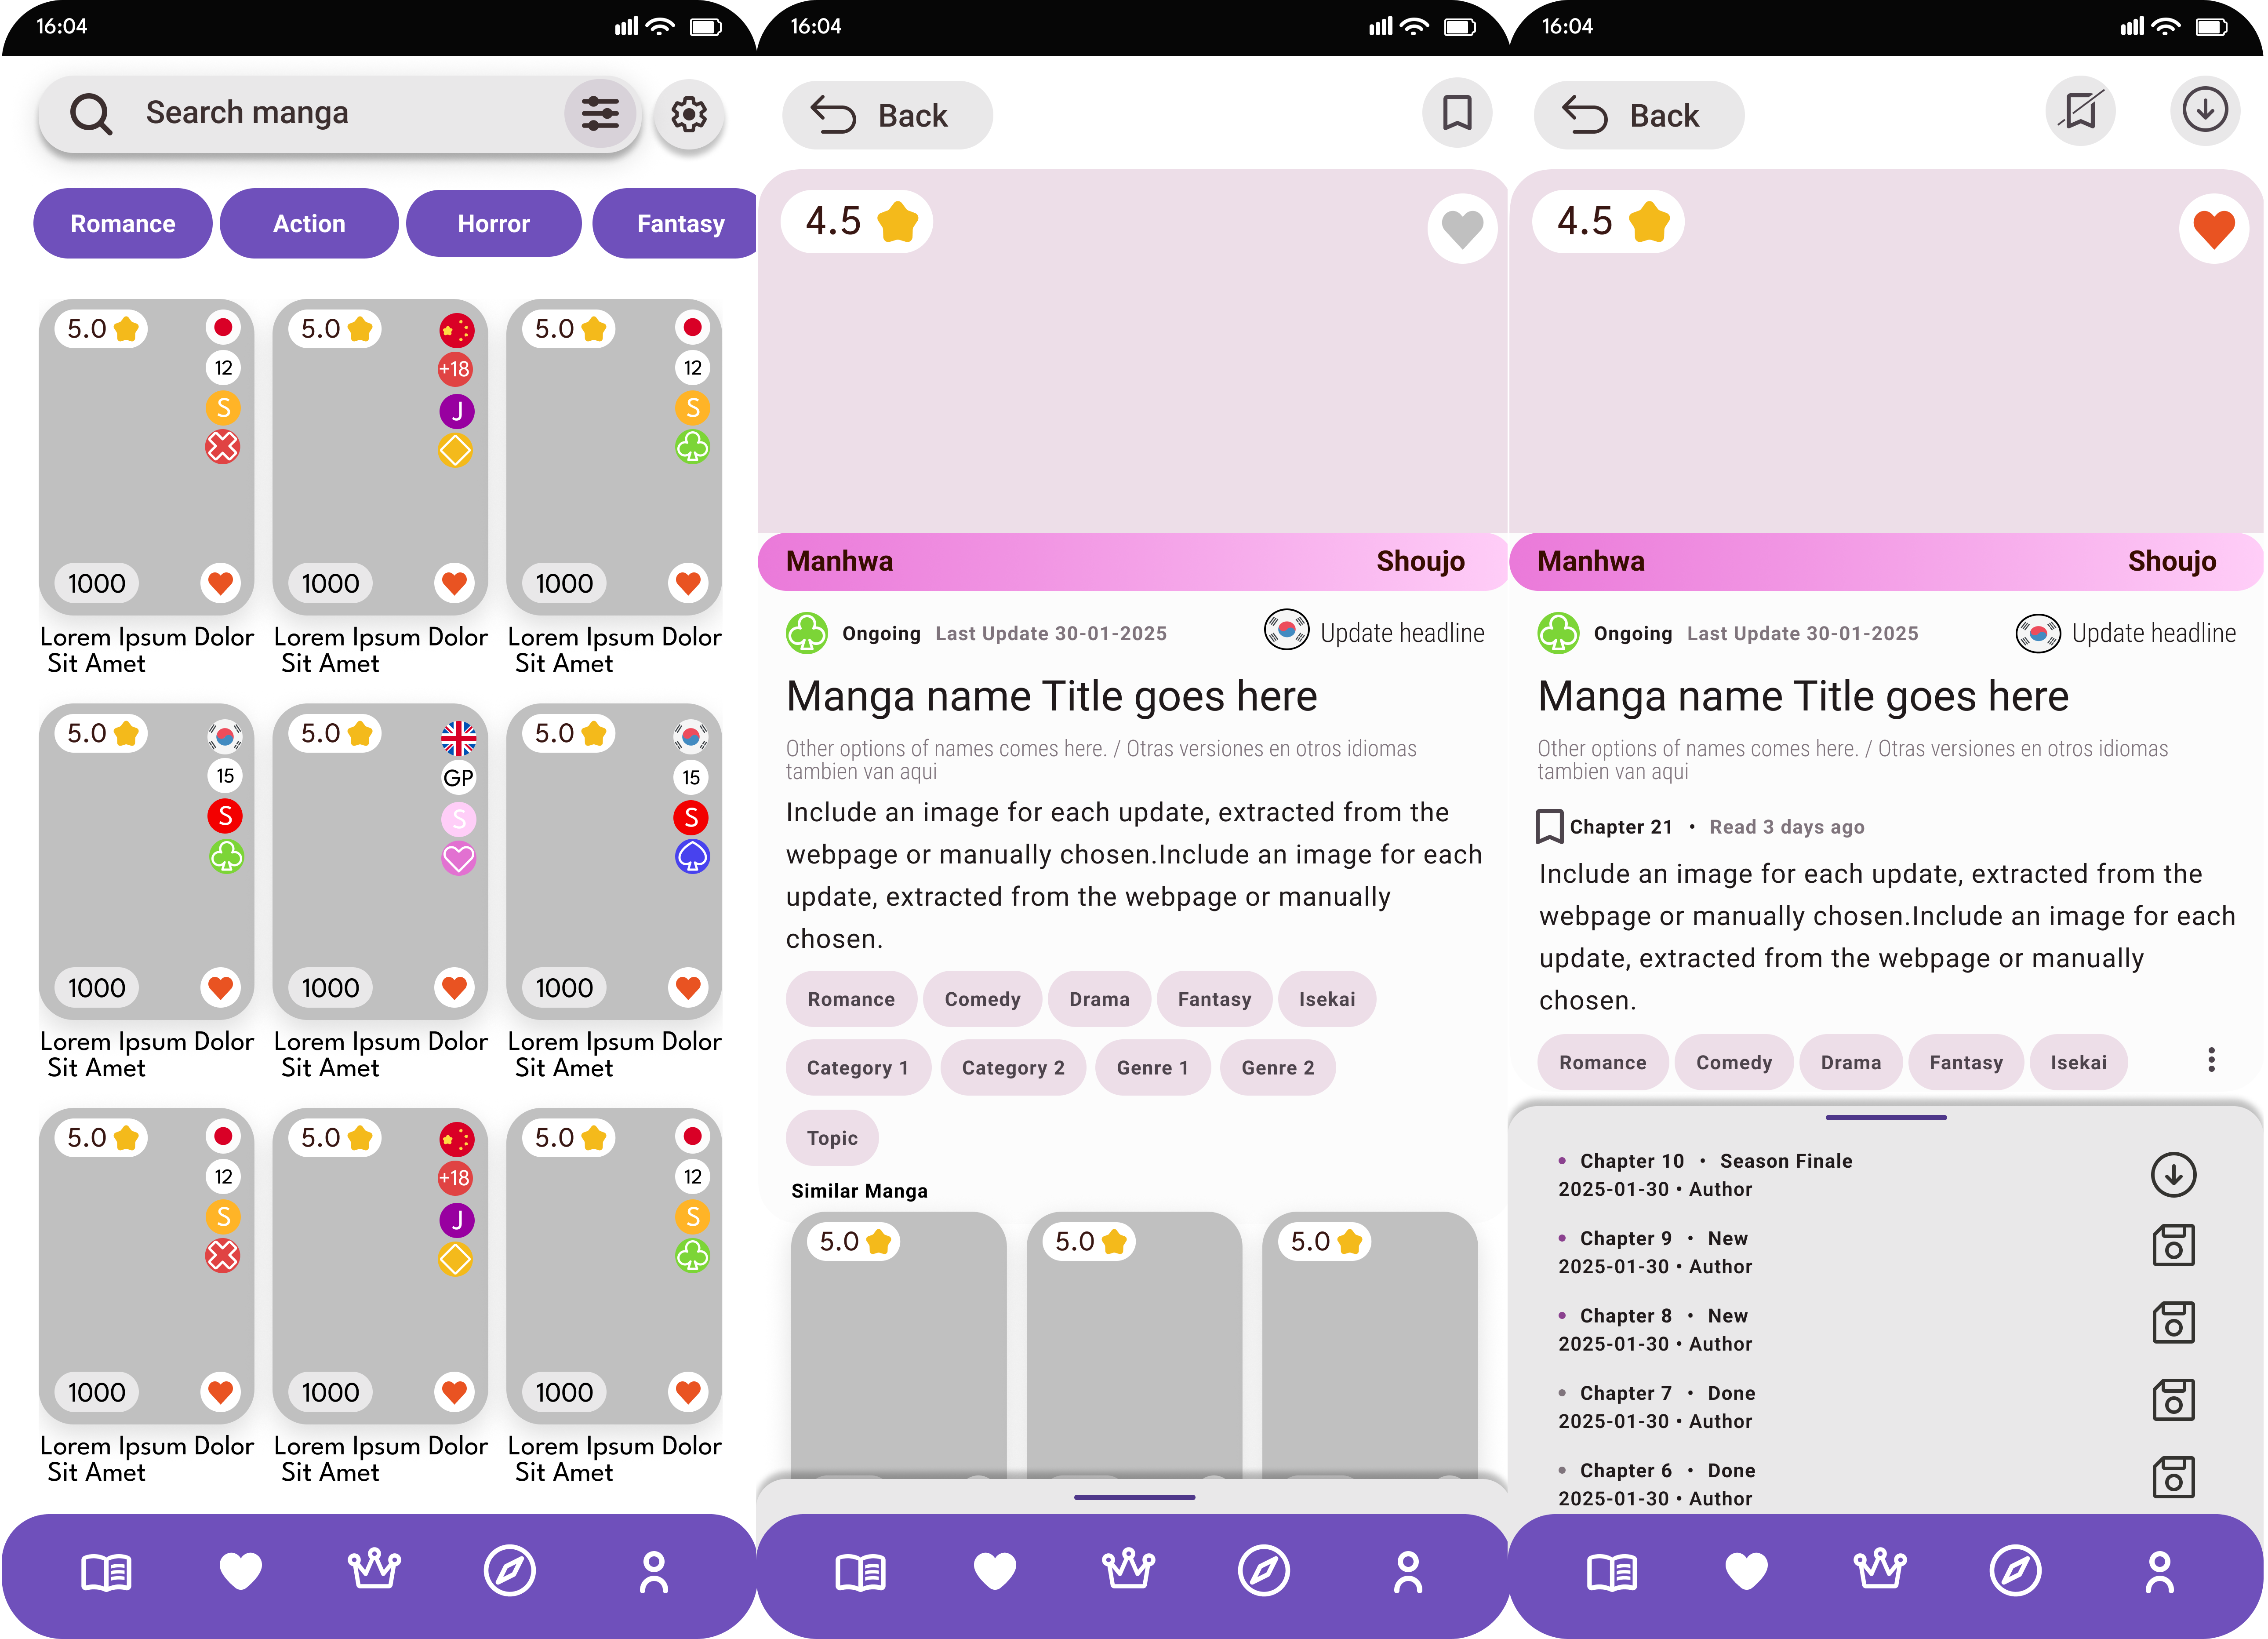 16:04
Search manga
Romance
Action
Horror
Fantasy
5.0
12
S
1000
Lorem Ipsum Dolor
Sit Amet
5.0
+18
J
1000
Lorem Ipsum Dolor
Sit Amet
5.0
12
S
1000
Lorem Ipsum Dolor
Sit Amet
5.0
15
S
1000
Lorem Ipsum Dolor
Sit Amet
5.0
GP
S
1000
Lorem Ipsum Dolor
Sit Amet
5.0
15
S
1000
Lorem Ipsum Dolor
Sit Amet
5.0
12
S
1000
Lorem Ipsum Dolor
Sit Amet
5.0
+18
J
1000
Lorem Ipsum Dolor
Sit Amet
5.0
12
S
1000
Lorem Ipsum Dolor
Sit Amet
16:04
Back
4.5
Manhwa Shoujo
Ongoing Last Update 30-01-2025 Update headline
Manga name Title goes here
Other options of names comes here. / Otras versiones en otros idiomas
tambien van aqui
Include an image for each update, extracted from the
webpage or manually chosen.Include an image for each
update, extracted from the webpage or manually
chosen.
Romance Comedy Drama Fantasy Isekai
Category 1 Category 2 Genre 1 Genre 2
Topic
Similar Manga
5.0
5.0
5.0
16:04
Back
4.5
Manhwa Shoujo
Ongoing Last Update 30-01-2025 Update headline
Manga name Title goes here
Other options of names comes here. / Otras versiones en otros idiomas
tambien van aqui
Chapter 21 • Read 3 days ago
Include an image for each update, extracted from the
webpage or manually chosen.Include an image for each
update, extracted from the webpage or manually
chosen.
Romance Comedy Drama Fantasy Isekai
• Chapter 10 • Season Finale
2025-01-30 • Author
• Chapter 9 • New
2025-01-30 • Author
• Chapter 8 • New
2025-01-30 • Author
• Chapter 7 • Done
2025-01-30 • Author
• Chapter 6 • Done
2025-01-30 • Author